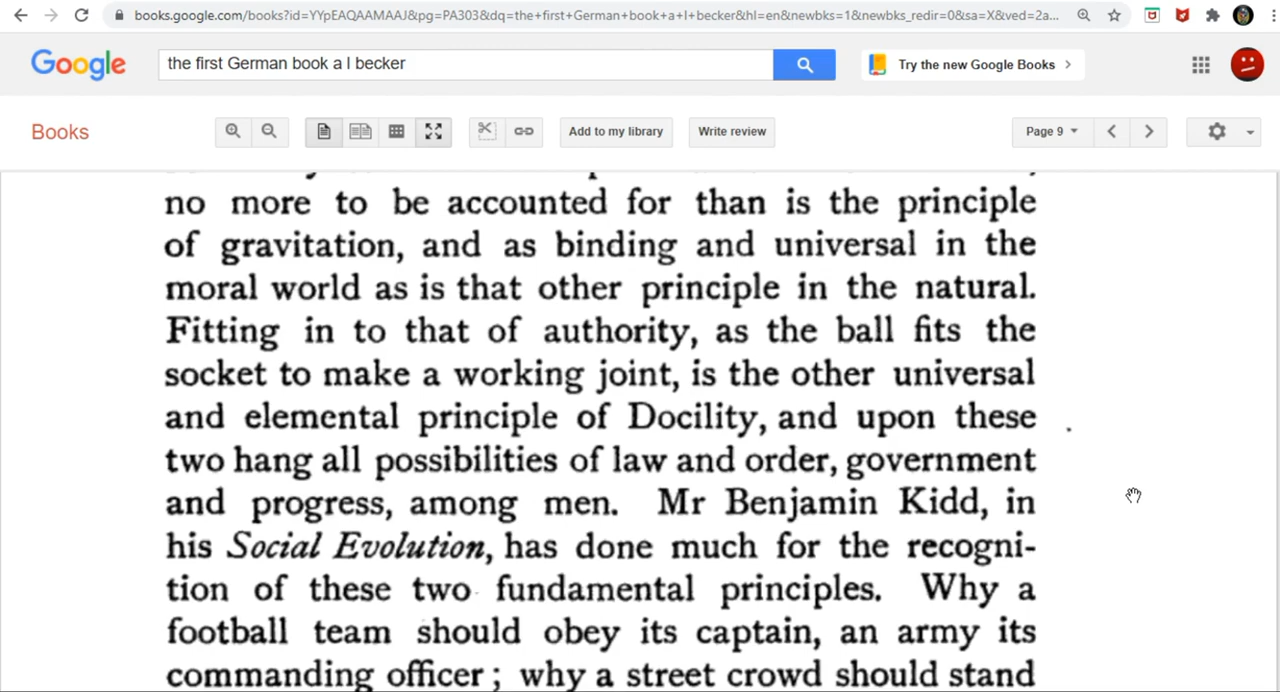 books.google.com/books?id=YYpEAQAAMAAJ&pg=PA303&dq=the+first+German+book+a+l+becker&hl=en&newbks=1&newbks_redir=0&sa=X&ved=2a...
Google
the first German book a l becker
Try the new Google Books
Books
Add to my library
Write review
Page 9
no more to be accounted for than is the principle
of gravitation, and as binding and universal in the
moral world as is that other principle in the natural.
Fitting in to that of authority, as the ball fits the
socket to make a working joint, is the other universal
and elemental principle of Docility, and upon these
two hang all possibilities of law and order, government
and progress, among men. Mr Benjamin Kidd, in
his Social Evolution, has done much for the recogni-
tion of these two fundamental principles. Why a
football team should obey its captain, an army its
commanding officer; why a street crowd should stand